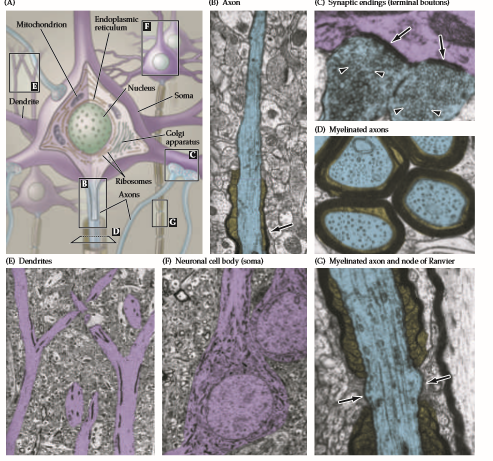 (A)
(B) Axon
(C) Synaptic endings (terminal boutons)
Mitochondrion
Endoplasmic
reticulum
F
E
Nucleus
Dendrite
Soma
Golgi
apparatus
C
Ribosomes
B
Axons
D
G
(D) Myelinated axons
(E) Dendrites
(F) Neuronal cell body (soma)
(G) Myelinated axon and node of Ranvier